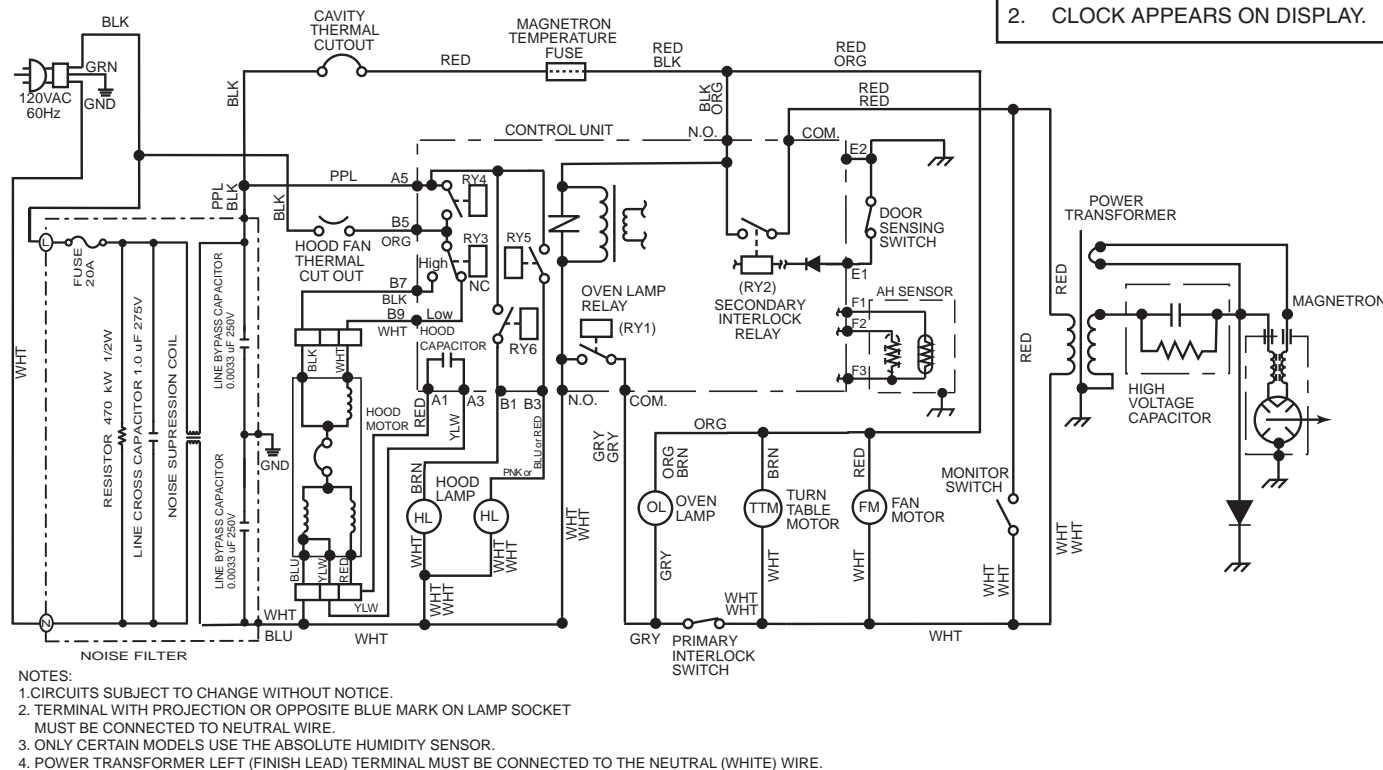 2. CLOCK APPEARS ON DISPLAY.
BLK
GRN
GND
120VAC
60Hz
CAVITY
THERMAL
CUTOUT
RED
MAGNETRON
TEMPERATURE
FUSE
RED
BLK
RED
ORG
BLK
BLK
ORG
RED
RED
CONTROL UNIT
N.O.
COM.
E2
PPL
BLK
BLK
PPL
A5
RY4
B5
ORG
HOOD FAN
THERMAL
CUT OUT
RY3
High
NC
RY5
B7
BLK
B9
Low
WHT
HOOD
CAPACITOR
RY6
OVEN LAMP
RELAY
(RY1)
(RY2)
SECONDARY
INTERLOCK
RELAY
DOOR
SENSING
SWITCH
E1
AH SENSOR
F1
F2
F3
POWER
TRANSFORMER
RED
RED
MAGNETRON
HIGH
VOLTAGE
CAPACITOR
L
FUSE
20A
WHT
RESISTOR 470 kW 1/2W
LINE CROSS CAPACITOR 1.0 uF 275V
NOISE SUPRESSION COIL
LINE BYPASS CAPACITOR
0.0033 uF 250V
LINE BYPASS CAPACITOR
0.0033 uF 250V
GND
BLK
WHT
HOOD
MOTOR
RED
A1
A3
YLW
B1
B3
N.O.
COM.
BLU or RED
PNK or
BRN
HOOD
LAMP
HL
HL
WHT
WHT
WHT
WHT
WHT
WHT
WHT
GRY
GRY
ORG
ORG
BRN
BRN
RED
OL
OVEN
LAMP
TTM
TURN
TABLE
MOTOR
FM
FAN
MOTOR
MONITOR
SWITCH
GRY
WHT
WHT
WHT
WHT
WHT
WHT
WHT
WHT
BLU
YLW
RED
YLW
N
WHT
BLU
WHT
GRY
PRIMARY
INTERLOCK
SWITCH
WHT
NOISE FILTER
NOTES:
1.CIRCUITS SUBJECT TO CHANGE WITHOUT NOTICE.
2. TERMINAL WITH PROJECTION OR OPPOSITE BLUE MARK ON LAMP SOCKET
MUST BE CONNECTED TO NEUTRAL WIRE.
3. ONLY CERTAIN MODELS USE THE ABSOLUTE HUMIDITY SENSOR.
4. POWER TRANSFORMER LEFT (FINISH LEAD) TERMINAL MUST BE CONNECTED TO THE NEUTRAL (WHITE) WIRE.